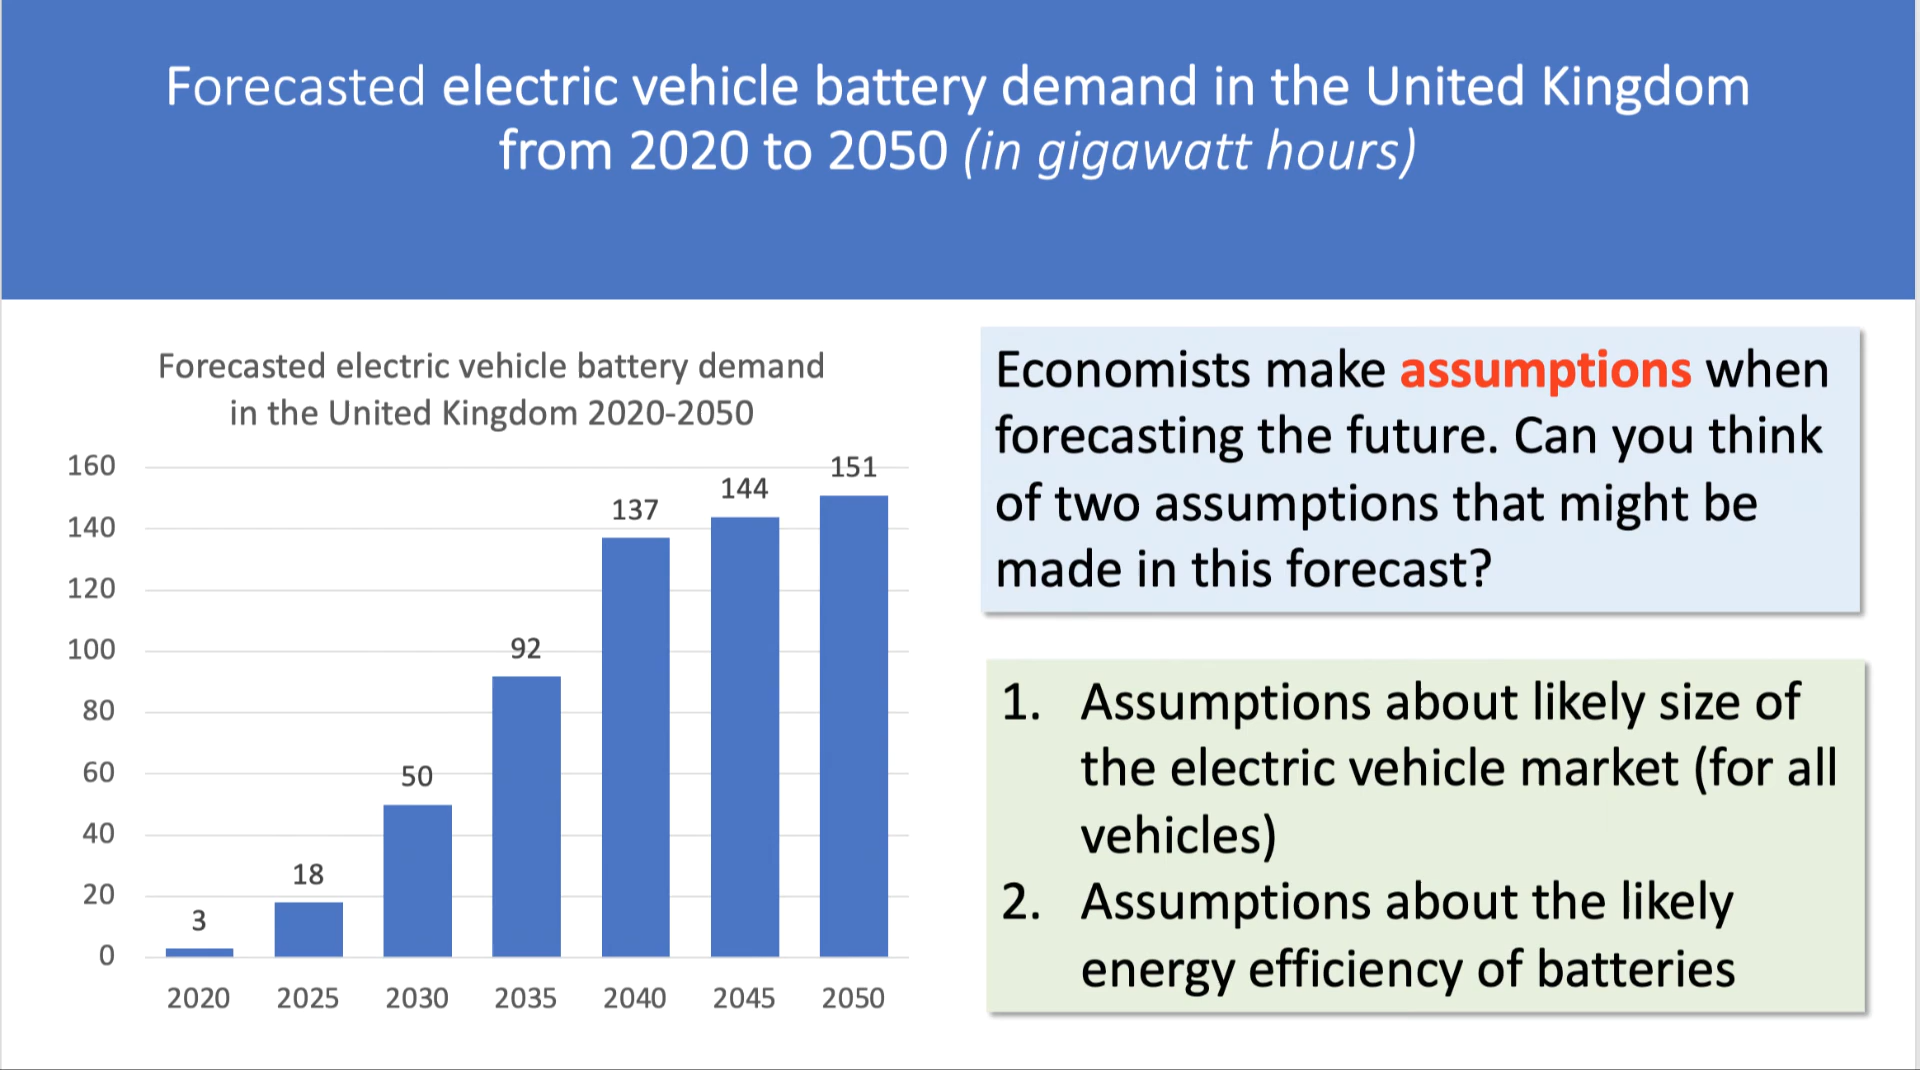 Forecasted electric vehicle battery demand in the United Kingdom
from 2020 to 2050 (in gigawatt hours)
Forecasted electric vehicle battery demand
in the United Kingdom 2020-2050
160
140
120
100
80
60
40
20
0
3
18
50
92
137
144
151
2020
2025
2030
2035
2040
2045
2050
Economists make assumptions when
forecasting the future. Can you think
of two assumptions that might be
made in this forecast?
1. Assumptions about likely size of
the electric vehicle market (for all
vehicles)
2. Assumptions about the likely
energy efficiency of batteries